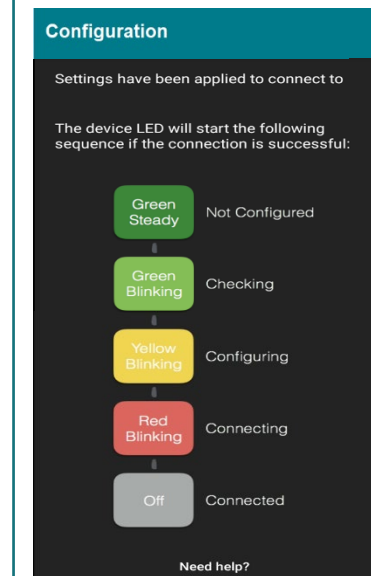 Configuration
Settings have been applied to connect to
The device LED will start the following
sequence if the connection is successful:
Green
Steady
Not Configured
Green
Blinking
Checking
Yellow
Blinking
Configuring
Red
Blinking
Connecting
Off
Connected
Need help?